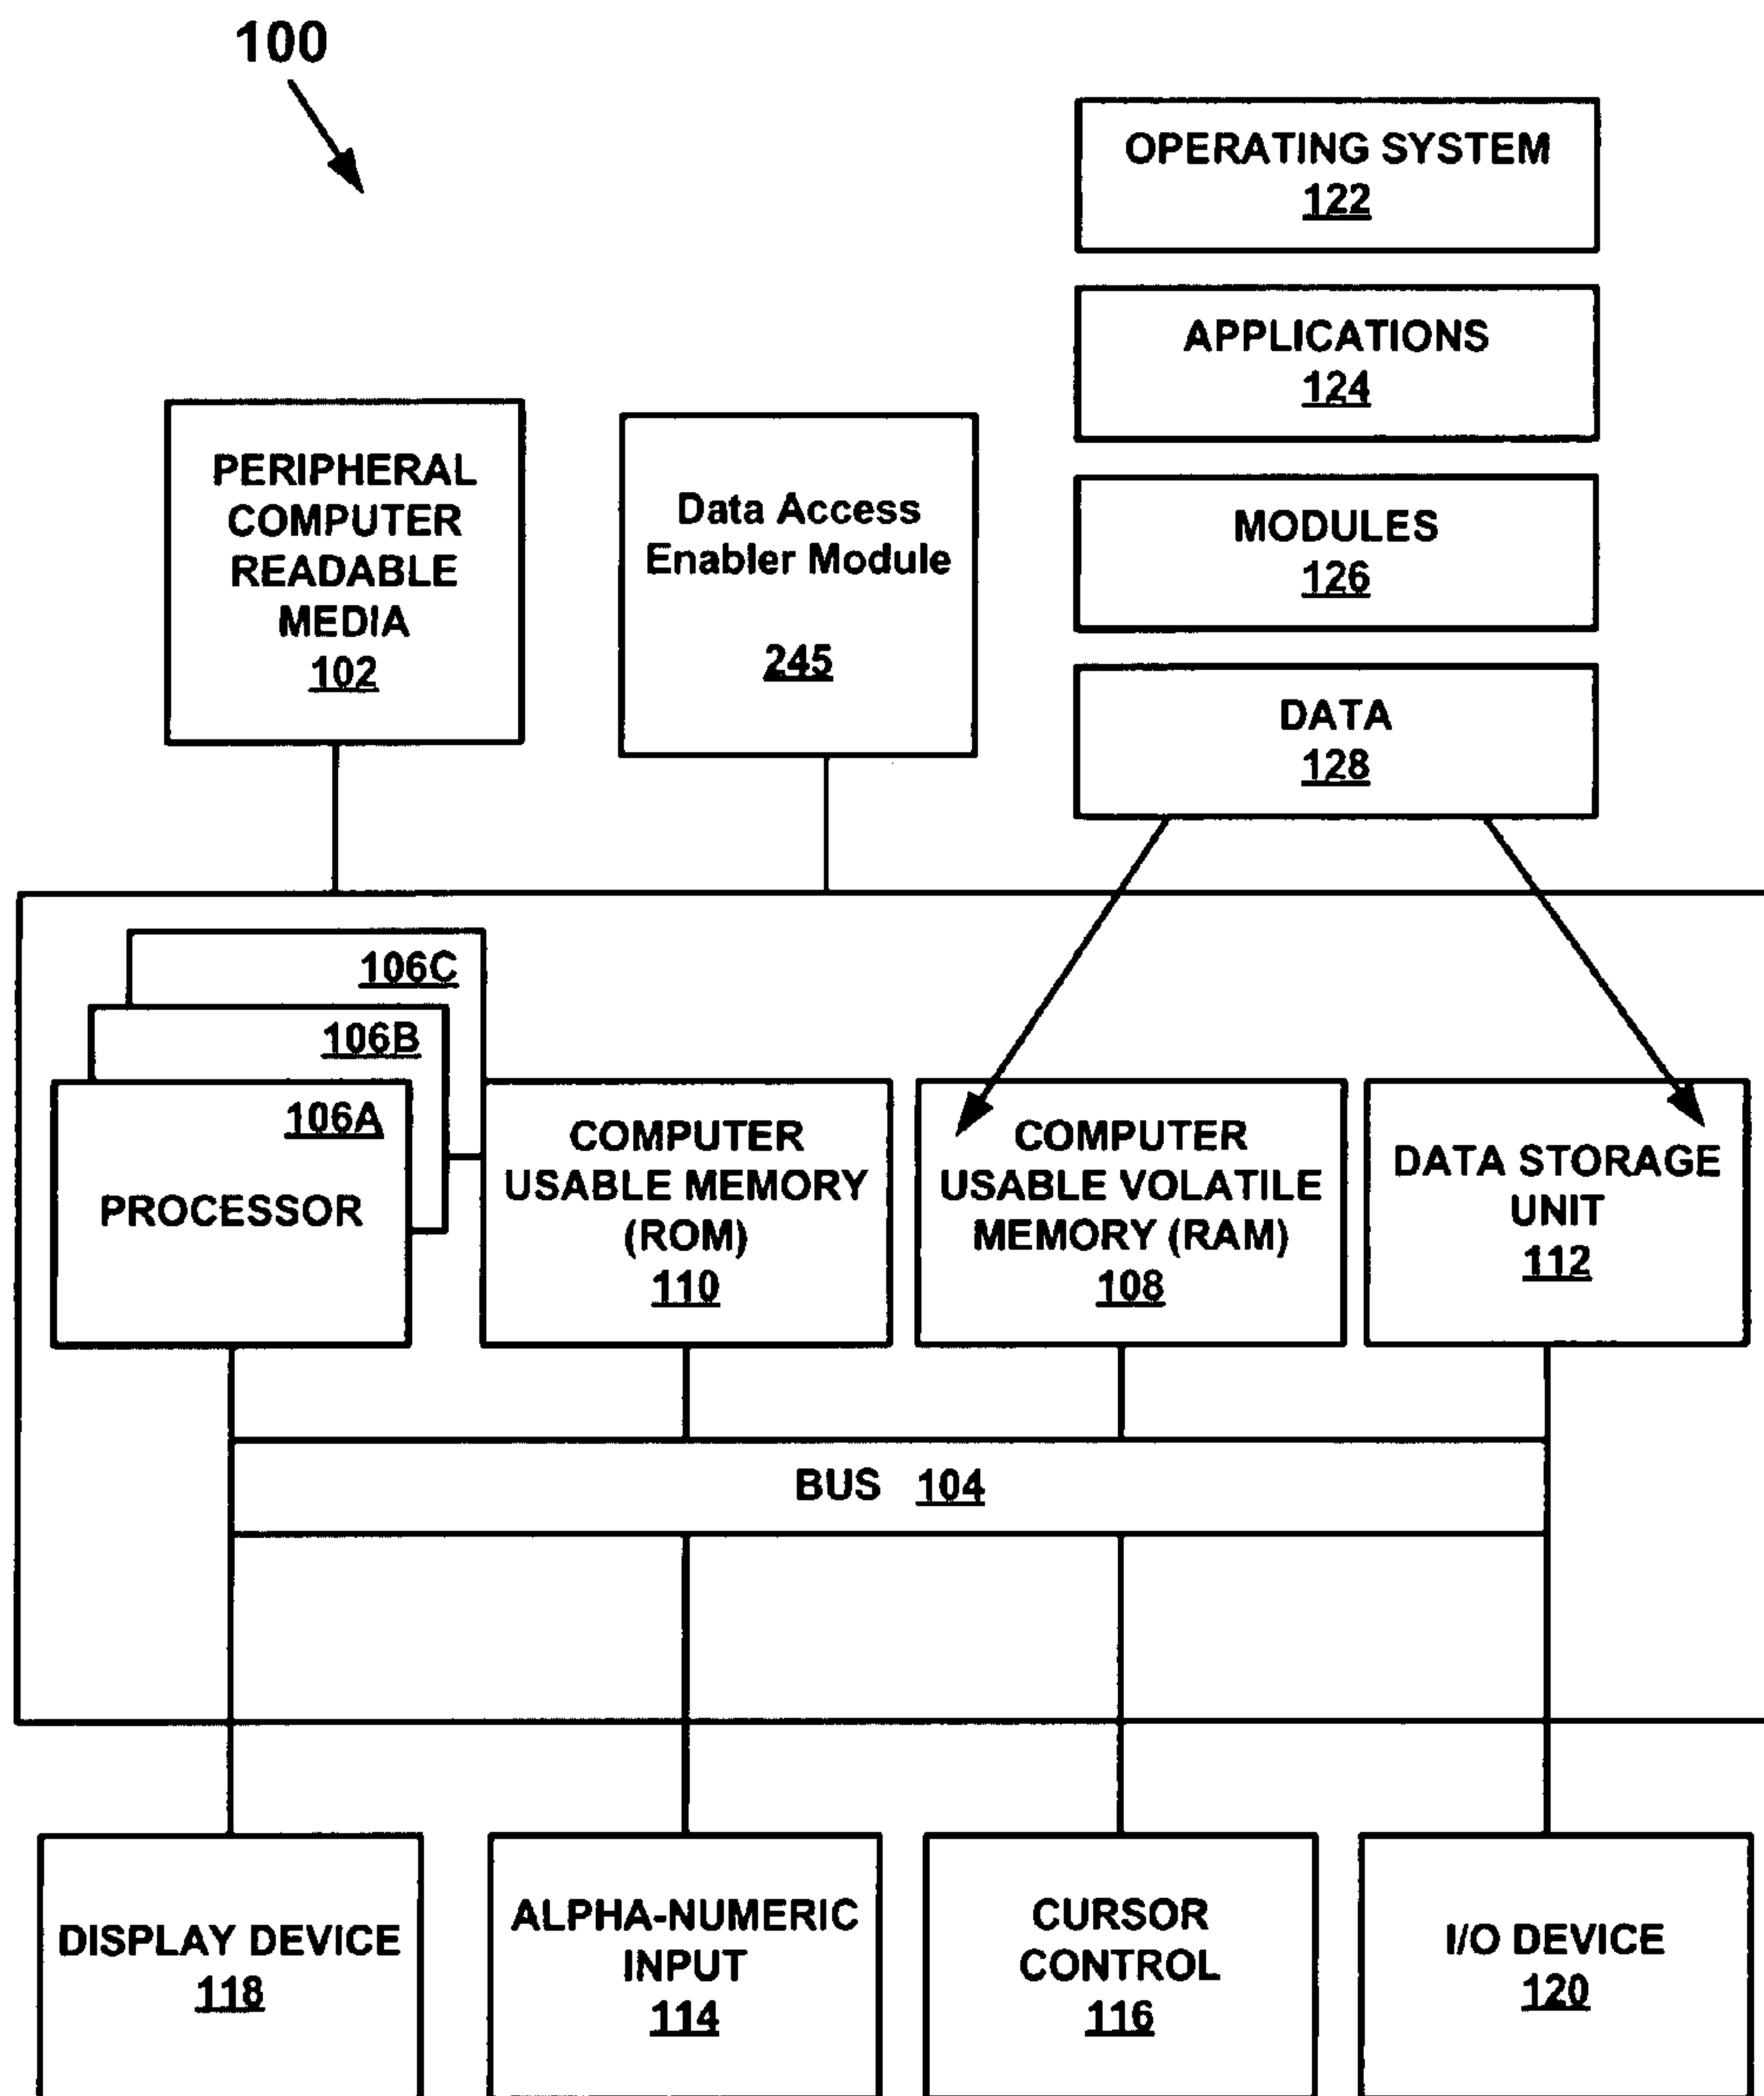 100
OPERATING SYSTEM
122
APPLICATIONS
124
PERIPHERAL
COMPUTER
READABLE
MEDIA
102
Data Access
Enabler Module
245
MODULES
126
DATA
128
106C
106B
106A
PROCESSOR
COMPUTER
USABLE MEMORY
(ROM)
110
COMPUTER
USABLE VOLATILE
MEMORY (RAM)
108
DATA STORAGE
UNIT
112
BUS 104
DISPLAY DEVICE
118
ALPHA-NUMERIC
INPUT
114
CURSOR
CONTROL
116
I/O DEVICE
120